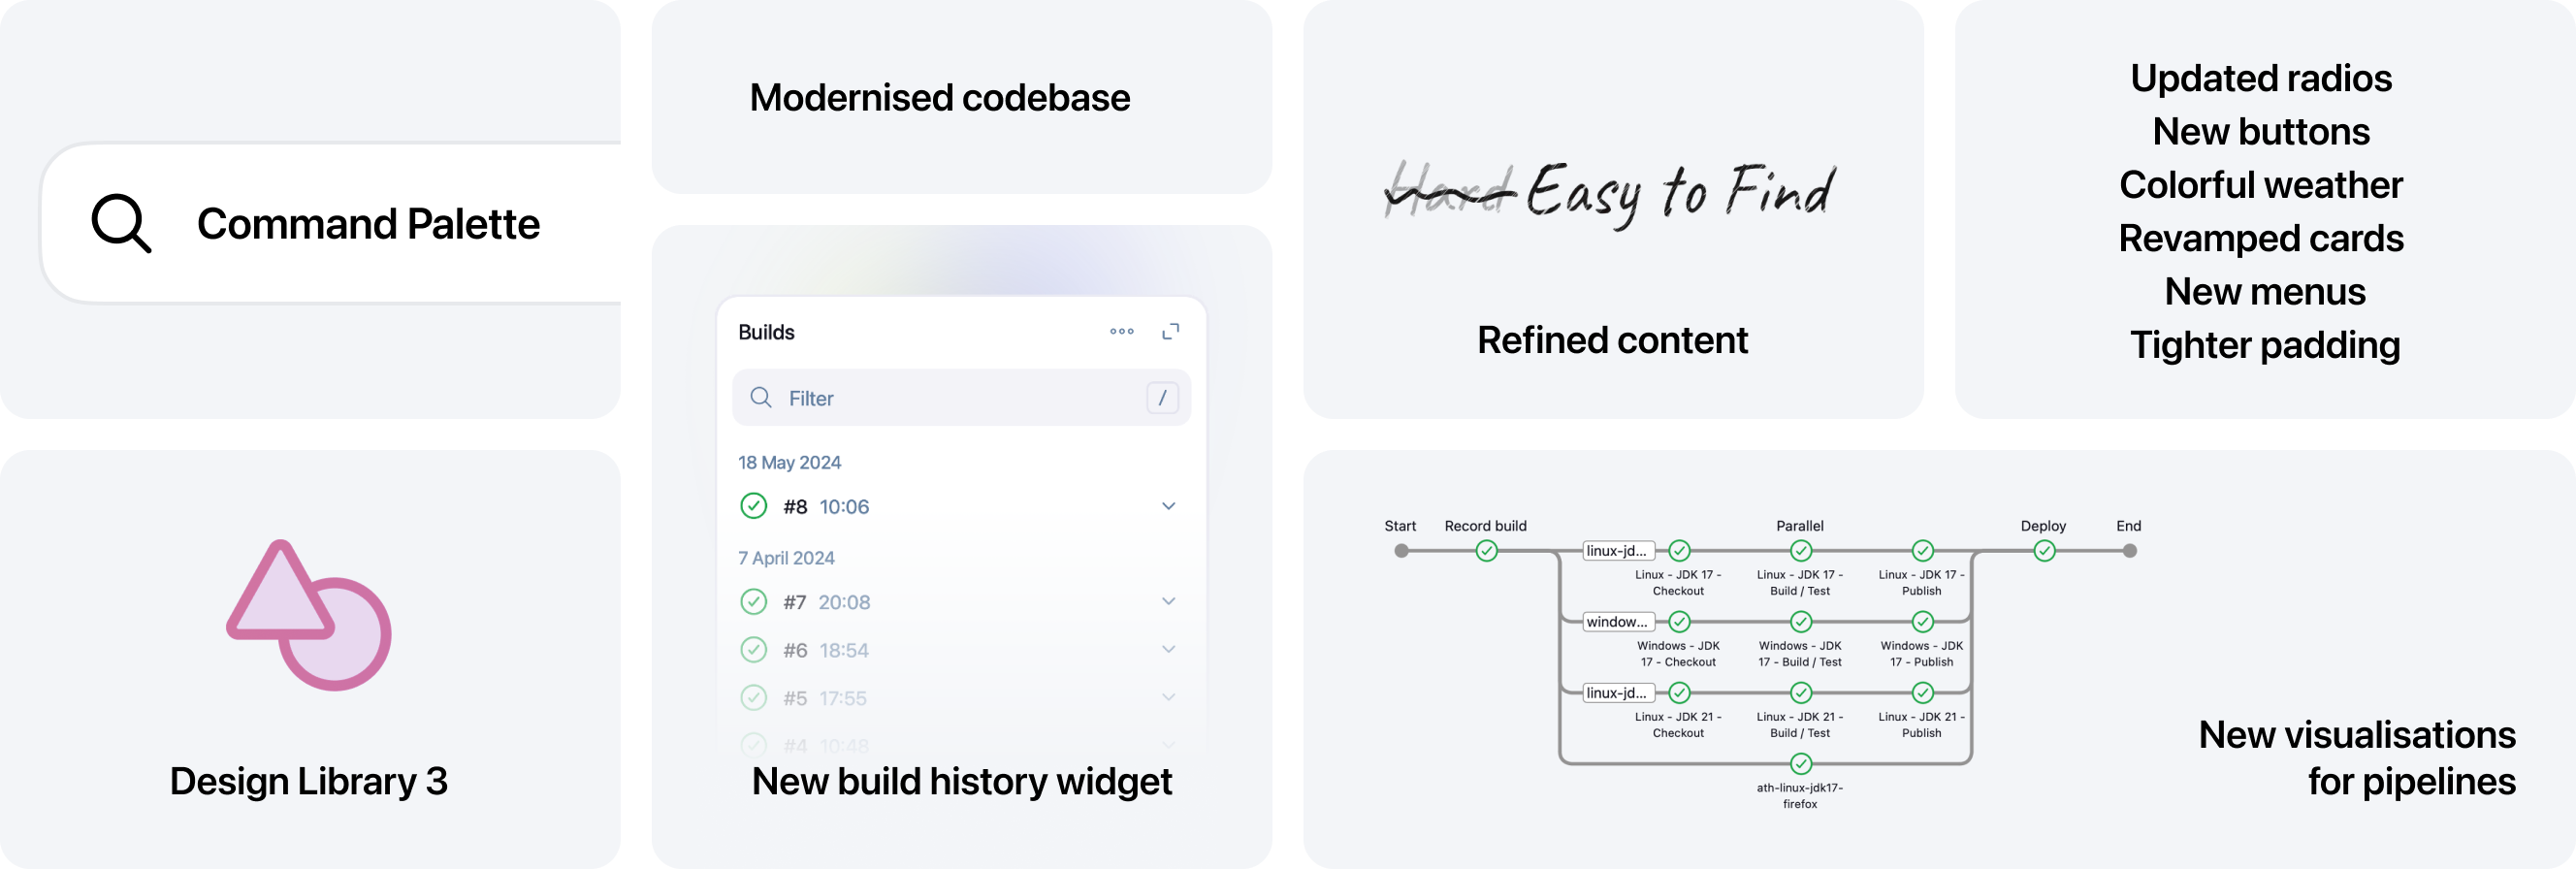 Command Palette
Modernised codebase
Hard Easy to Find
Refined content
Updated radios
New buttons
Colorful weather
Revamped cards
New menus
Tighter padding
Design Library 3
Builds
Filter /
18 May 2024
#8 10:06
7 April 2024
#7 20:08
#6 18:54
#5 17:55
#4 10:48
New build history widget
Start Record build Parallel Deploy End
linux-jd...
Linux - JDK 17 -
Checkout
Linux - JDK 17 -
Build / Test
Linux - JDK 17 -
Publish
window...
Windows - JDK
17 - Checkout
Windows - JDK
17 - Build / Test
Windows - JDK
17 - Publish
linux-jd...
Linux - JDK 21 -
Checkout
Linux - JDK 21 -
Build / Test
Linux - JDK 21 -
Publish
ath-linux-jdk17-
firefox
New visualisations
for pipelines